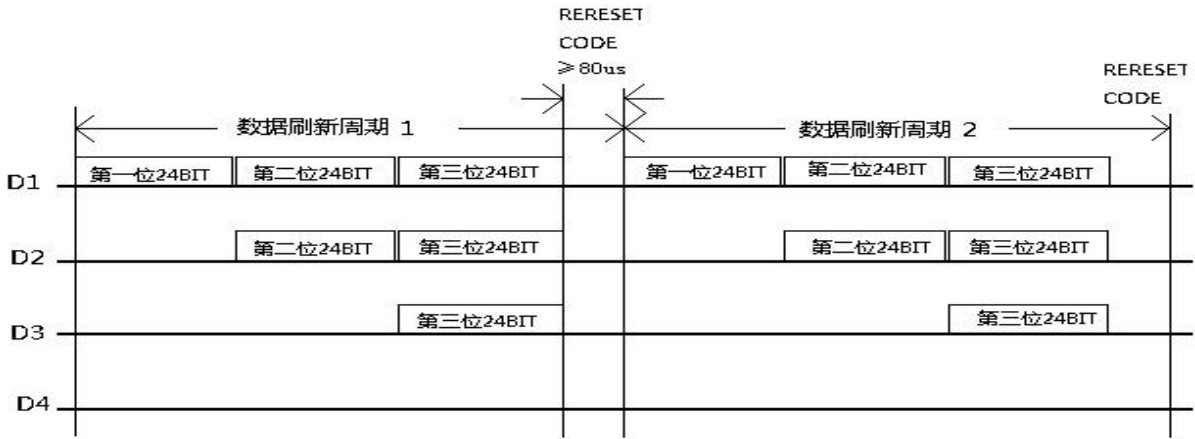 RERESET
CODE
≥80us
RERESET
CODE
数据刷新周期 1
数据刷新周期 2
D1 第一位24BIT 第二位24BIT 第三位24BIT 第一位24BIT 第二位24BIT 第三位24BIT
D2 第二位24BIT 第三位24BIT 第二位24BIT 第三位24BIT
D3 第三位24BIT 第三位24BIT
D4